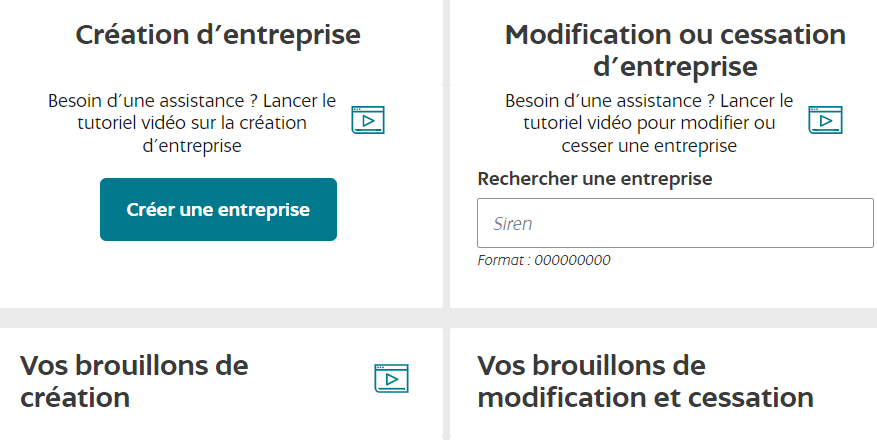 Création d'entreprise
Besoin d'une assistance ? Lancer le
tutoriel vidéo sur la création
d'entreprise
Créer une entreprise
Modification ou cessation
d'entreprise
Besoin d'une assistance ? Lancer le
tutoriel vidéo pour modifier ou
cesser une entreprise
Rechercher une entreprise
Siren
Format : 000000000
Vos brouillons de
création
Vos brouillons de
modification et cessation